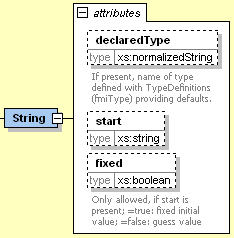 attributes
declaredType
type xs:normalizedString
If present, name of type
defined with TypeDefinitions
(fmiType) providing defaults.
String
start
type xs:string
fixed
type xs:boolean
Only allowed, if start is
present; =true: fixed initial
value; =false: guess value